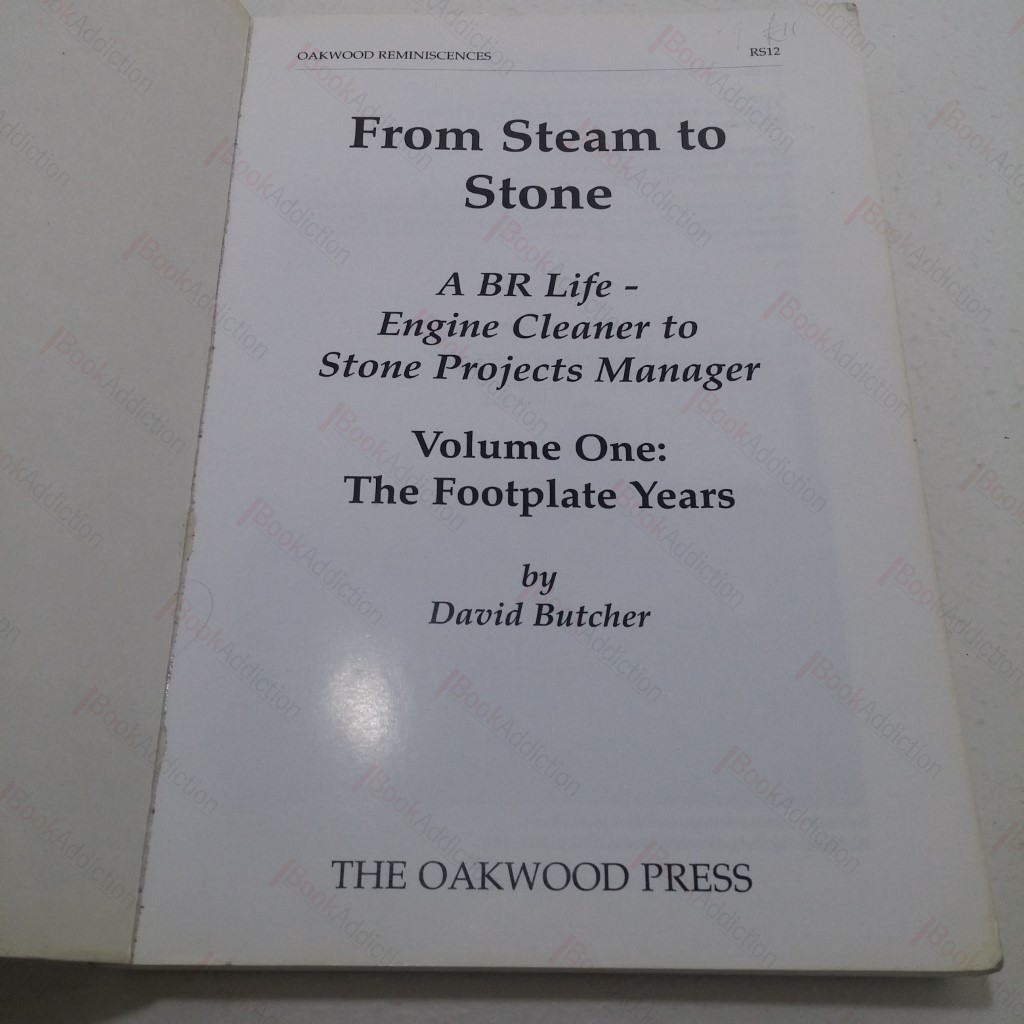 OAKWOOD REMINISCENCES RS12
From Steam to
Stone
A BR Life -
Engine Cleaner to
Stone Projects Manager
Volume One:
The Footplate Years
by
David Butcher
THE OAKWOOD PRESS
BookAddiction